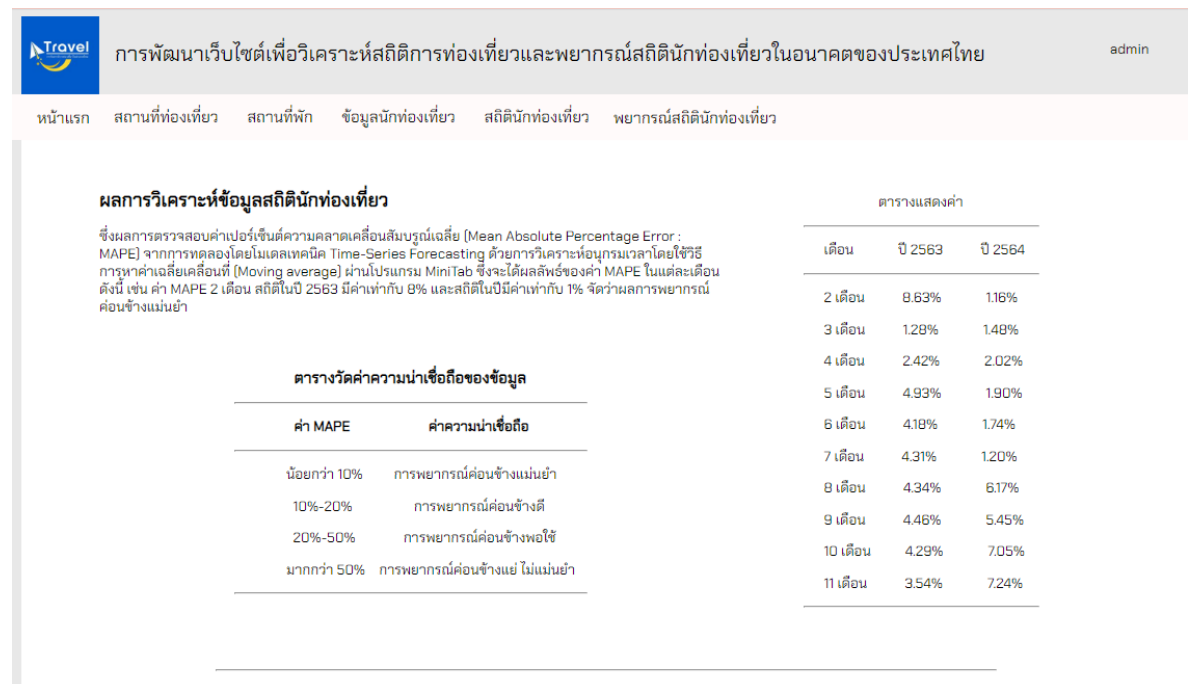 Travel
การพัฒนาเว็บไซต์เพื่อวิเคราะห์สถิติการท่องเที่ยวและพยากรณ์สถิตินักท่องเที่ยวในอนาคตของประเทศไทย
admin
หน้าแรก สถานที่ท่องเที่ยว สถานที่พัก ข้อมูลนักท่องเที่ยว สถิตินักท่องเที่ยว พยากรณ์สถิตินักท่องเที่ยว
ผลการวิเคราะห์ข้อมูลสถิตินักท่องเที่ยว
ซึ่งผลการตรวจสอบค่าเปอร์เซ็นต์ความคลาดเคลื่อนสัมบรูณ์เฉลี่ย (Mean Absolute Percentage Error :
MAPE) จากการทดลองโดยโมเดลเทคนิค Time-Series Forecasting ด้วยการวิเคราะห์อนุกรมเวลาโดยใช้วิธี
การหาค่าเฉลี่ยเคลื่อนที่ (Moving average) ผ่านโปรแกรม MiniTab ซึ่งจะได้ผลลัพธ์ของค่า MAPE ในแต่ละเดือน
ดังนี้ เช่น ค่า MAPE 2 เดือน สถิติในปี 2563 มีค่าเท่ากับ 8% และสถิติในปีมีค่าเท่ากับ 1% จัดว่าผลการพยากรณ์
ค่อนข้างแม่นยำ
ตารางวัดค่าความน่าเชื่อถือของข้อมูล
ค่า MAPE ค่าความน่าเชื่อถือ
น้อยกว่า 10% การพยากรณ์ค่อนข้างแม่นยำ
10%-20% การพยากรณ์ค่อนข้างดี
20%-50% การพยากรณ์ค่อนข้างพอใช้
มากกว่า 50% การพยากรณ์ค่อนข้างแย่ ไม่แม่นยำ
ตารางแสดงค่า
เดือน ปี 2563 ปี 2564
2 เดือน 8.63% 1.16%
3 เดือน 1.28% 1.48%
4 เดือน 2.42% 2.02%
5 เดือน 4.93% 1.90%
6 เดือน 4.18% 1.74%
7 เดือน 4.31% 1.20%
8 เดือน 4.34% 6.17%
9 เดือน 4.46% 5.45%
10 เดือน 4.29% 7.05%
11 เดือน 3.54% 7.24%